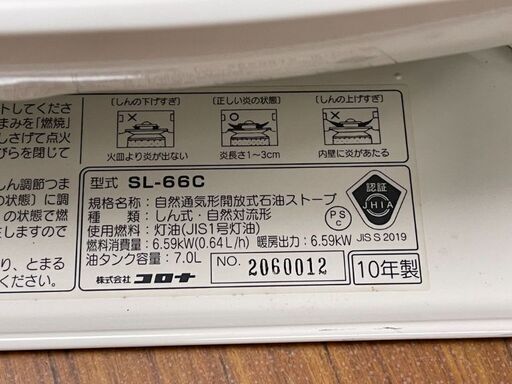 トしてくださ
まみを「燃焼」
しさげて点火
びらを閉じて
しん調節つま
の状態〕に調
の状態で燃
しますので
り、とまる
ください。
〔しんの下げすぎ〕
〔正しい炎の状態〕
〔しんの上げすぎ〕
火皿より炎が出ない
炎長さ1~3cm
内壁に炎があたる
型式 SL-66C
規格名称：自然通気形開放式石油ストーブ
種　　類：しん式・自然対流形
使用燃料：灯油(JIS1号灯油)
燃料消費量：6.59kW(0.64L/h) 暖房出力：6.59kW
油タンク容量：7.0L
株式会社 コロナ
NO. 2060012
10年製
PS
C
認証
JHIA
JIS S 2019